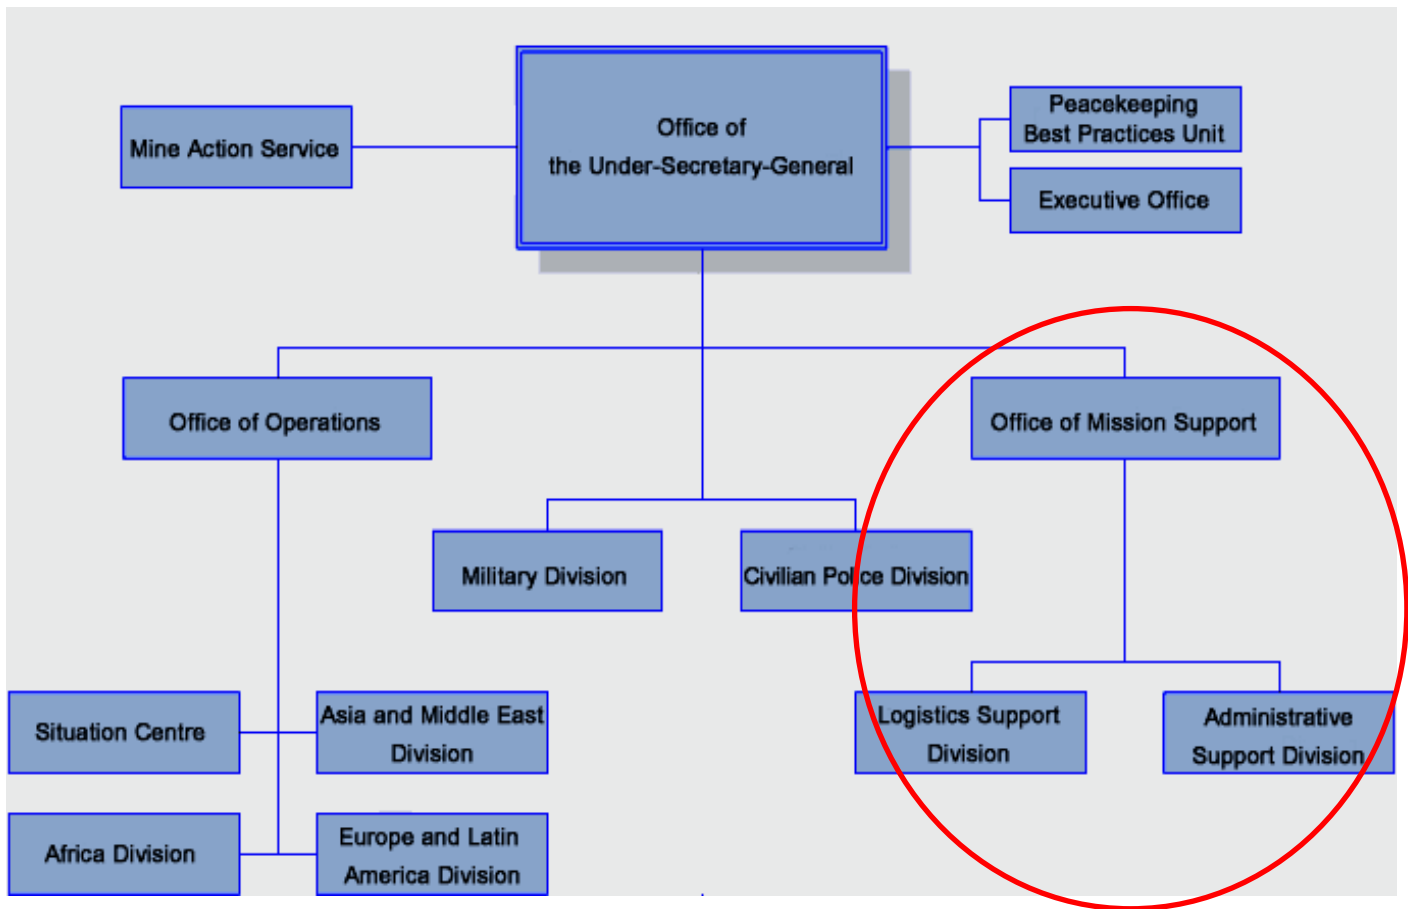 Office of
the Under-Secretary-General
Mine Action Service
Peacekeeping
Best Practices Unit
Executive Office
Office of Operations
Office of Mission Support
Military Division
Civilian Police Division
Situation Centre
Asia and Middle East
Division
Logistics Support
Division
Administrative
Support Division
Africa Division
Europe and Latin
America Division